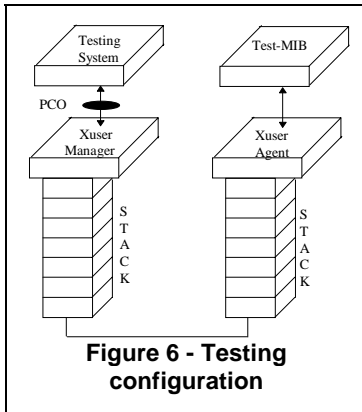 Testing
System
Test-MIB
PCO
Xuser
Manager
Xuser
Agent
S
T
A
C
K
S
T
A
C
K
Figure 6 - Testing
configuration